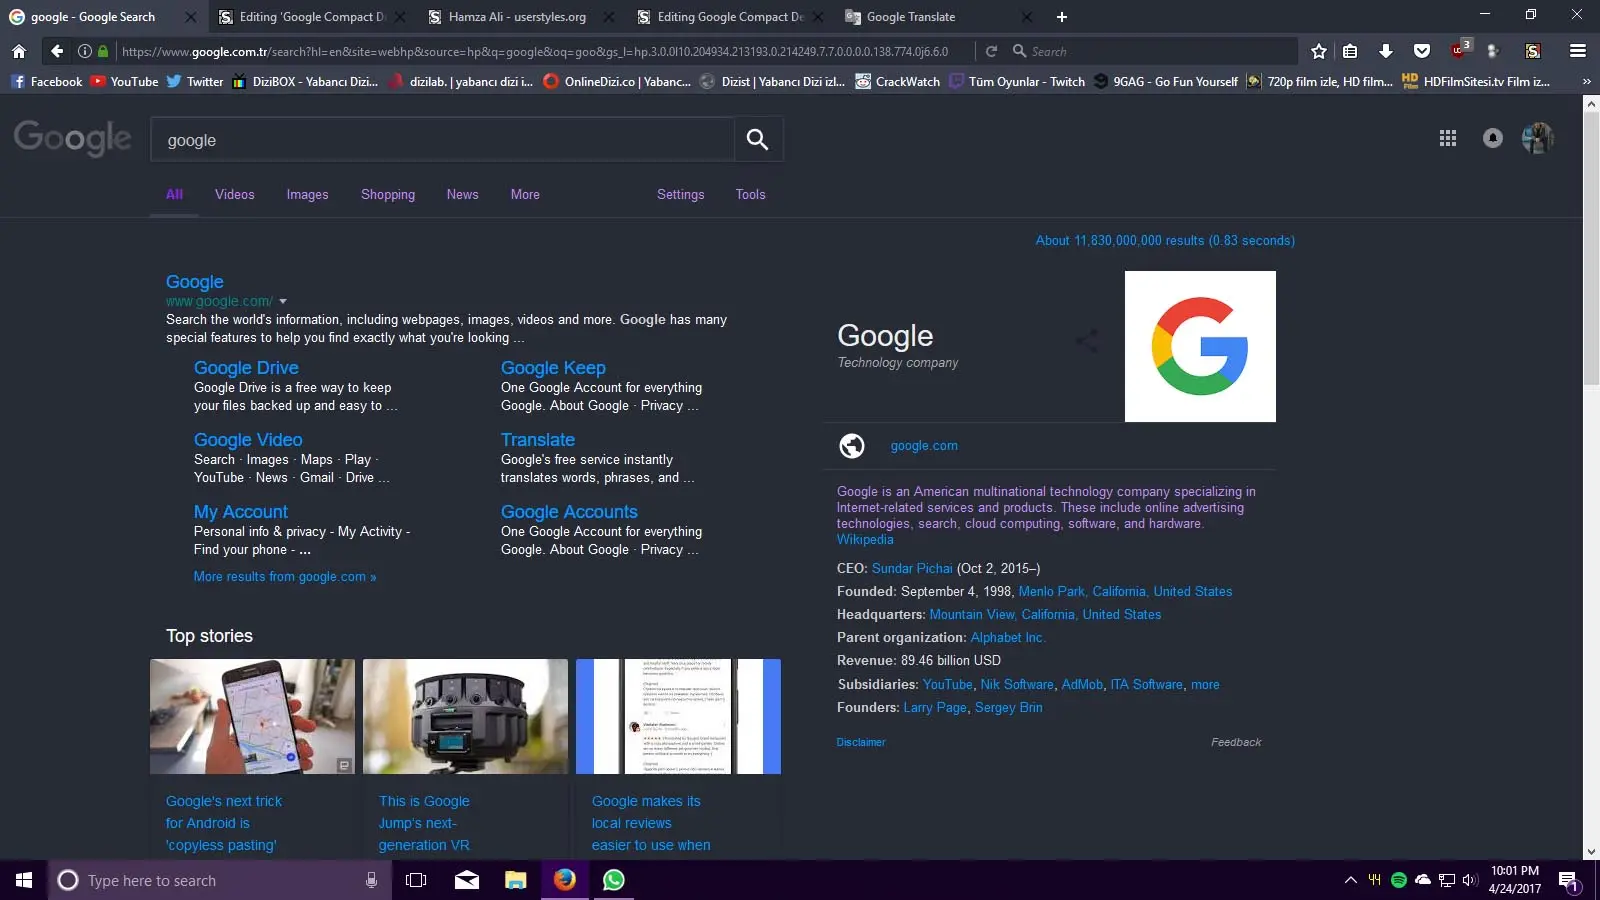 google - Google Search
Editing 'Google Compact D
Hamza Ali - userstyles.org
Editing Google Compact De
Google Translate
https://www.google.com.tr/search?hl=en&site=webhp&source=hp&q=google&oq=goo&gs_l=hp.3.0.0l10.204934.213193.0.214249.7.7.0.0.0.0.138.774.0j6.6.0
Search
3
Facebook
YouTube
Twitter
DiziBOX - Yabancı Dizi...
dizilab. | yabancı dizi i...
OnlineDizi.co | Yabanc...
Dizist | Yabancı Dizi izl...
CrackWatch
Tüm Oyunlar - Twitch
9GAG - Go Fun Yourself
720p film izle, HD film...
HD
HDFilmSitesi.tv Film iz...
Google
google
All
Videos
Images
Shopping
News
More
Settings
Tools
About 11,830,000,000 results (0.83 seconds)
Google
www.google.com/
Search the world's information, including webpages, images, videos and more. Google has many
special features to help you find exactly what you're looking ...
Google Drive
Google Drive is a free way to keep
your files backed up and easy to ...
Google Keep
One Google Account for everything
Google. About Google · Privacy ...
Google Video
Search · Images · Maps · Play ·
YouTube · News · Gmail · Drive ...
Translate
Google's free service instantly
translates words, phrases, and ...
My Account
Personal info & privacy - My Activity -
Find your phone - ...
Google Accounts
One Google Account for everything
Google. About Google · Privacy ...
More results from google.com »
Top stories
Google's next trick
for Android is
'copyless pasting'
This is Google
Jump's next-
generation VR
Google makes its
local reviews
easier to use when
Google
Technology company
G
google.com
Google is an American multinational technology company specializing in
Internet-related services and products. These include online advertising
technologies, search, cloud computing, software, and hardware.
Wikipedia
CEO: Sundar Pichai (Oct 2, 2015–)
Founded: September 4, 1998, Menlo Park, California, United States
Headquarters: Mountain View, California, United States
Parent organization: Alphabet Inc.
Revenue: 89.46 billion USD
Subsidiaries: YouTube, Nik Software, AdMob, ITA Software, more
Founders: Larry Page, Sergey Brin
Disclaimer
Feedback
Type here to search
44
10:01 PM
4/24/2017
1